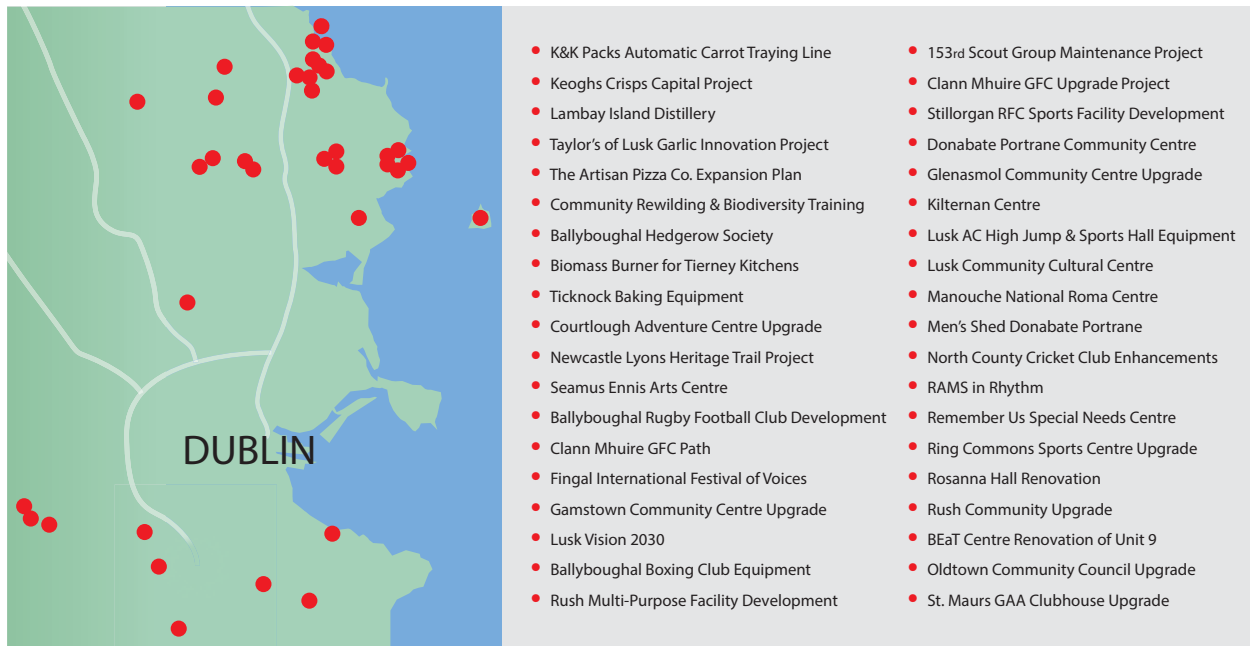 DUBLIN
K&K Packs Automatic Carrot Traying Line
Keoghs Crisps Capital Project
Lambay Island Distillery
Taylor's of Lusk Garlic Innovation Project
The Artisan Pizza Co. Expansion Plan
Community Rewilding & Biodiversity Training
Ballyboughal Hedgerow Society
Biomass Burner for Tierney Kitchens
Ticknock Baking Equipment
Courtlough Adventure Centre Upgrade
Newcastle Lyons Heritage Trail Project
Seamus Ennis Arts Centre
Ballyboughal Rugby Football Club Development
Clann Mhuire GFC Path
Fingal International Festival of Voices
Gamstown Community Centre Upgrade
Lusk Vision 2030
Ballyboughal Boxing Club Equipment
Rush Multi-Purpose Facility Development
153rd Scout Group Maintenance Project
Clann Mhuire GFC Upgrade Project
Stillorgan RFC Sports Facility Development
Donabate Portrane Community Centre
Glenasmol Community Centre Upgrade
Kilternan Centre
Lusk AC High Jump & Sports Hall Equipment
Lusk Community Cultural Centre
Manouche National Roma Centre
Men's Shed Donabate Portrane
North County Cricket Club Enhancements
RAMS in Rhythm
Remember Us Special Needs Centre
Ring Commons Sports Centre Upgrade
Rosanna Hall Renovation
Rush Community Upgrade
BEaT Centre Renovation of Unit 9
Oldtown Community Council Upgrade
St. Maurs GAA Clubhouse Upgrade